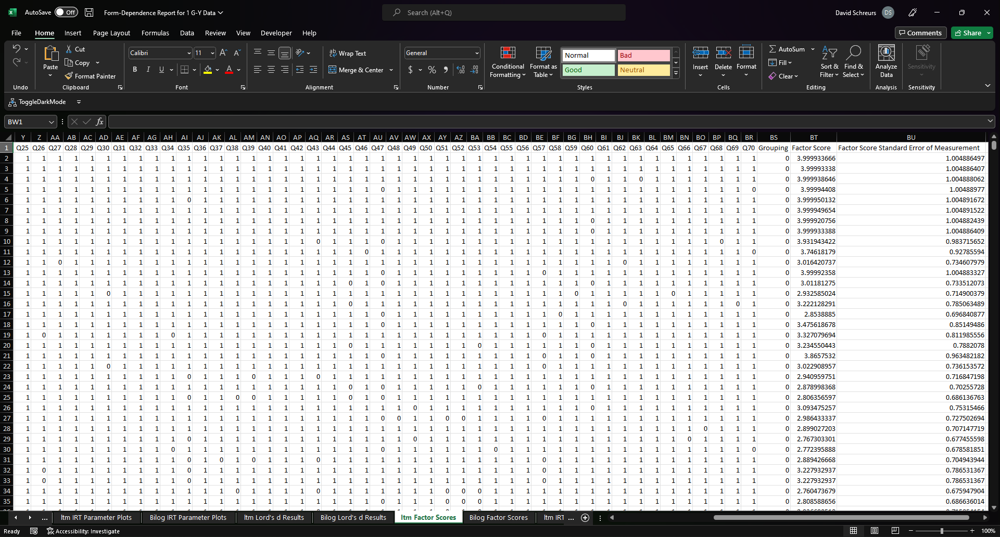 AutoSave Off Form-Dependence Report for 1 G-Y Data Search (Alt+Q) David Schreurs DS
File Home Insert Page Layout Formulas Data Review View Developer Help Comments Share
Cut Calibri 11 Wrap Text General Normal Bad AutoSum
Paste Copy Conditional Formatting Format as Table Insert Delete Format Fill Sort & Filter Find & Select Analyze Data Sensitivity
Format Painter B I U Merge & Center $ % Good Neutral Clear
Undo Clipboard Font Alignment Number Styles Cells Editing Analysis Sensitivity
ToggleDarkMode
BW1 fx
Y Z AA AB AC AD AE AF AG AH AI AJ AK AL AM AN AO AP AQ AR AS AT AU AV AW AX AY AZ BA BB BC BD BE BF BG BH BI BJ BK BL BM BN BO BP BQ BR BS BT BU
1 Q25 Q26 Q27 Q28 Q29 Q30 Q31 Q32 Q33 Q34 Q35 Q36 Q37 Q38 Q39 Q40 Q41 Q42 Q43 Q44 Q45 Q46 Q47 Q48 Q49 Q50 Q51 Q52 Q53 Q54 Q55 Q56 Q57 Q58 Q59 Q60 Q61 Q62 Q63 Q64 Q65 Q66 Q67 Q68 Q69 Q70 Grouping Factor Score Factor Score Standard Error of Measurement
2 1 1 1 1 1 1 1 1 1 1 1 1 1 1 1 1 1 1 1 1 1 1 1 1 1 1 1 1 1 1 1 1 1 1 1 1 1 1 1 1 1 1 1 1 1 1 0 3.999933666 1.004886497
3 1 1 1 1 1 1 1 1 1 1 1 1 1 1 1 1 1 1 1 1 1 1 1 1 1 1 1 1 1 1 1 1 1 1 1 1 1 1 1 1 1 1 1 1 1 1 0 3.99993338 1.004886407
4 1 1 1 1 1 1 1 1 1 1 1 1 1 1 1 1 1 1 1 1 1 1 1 1 1 1 1 1 1 1 1 1 1 1 1 0 1 1 0 1 1 1 1 1 1 1 0 3.999938646 1.004888062
5 1 1 1 1 1 1 1 1 1 1 1 1 1 1 1 1 1 1 1 1 1 1 0 1 1 1 1 1 1 1 1 1 1 1 1 1 1 1 1 1 1 1 1 1 1 0 0 3.99994408 1.00488977
6 1 1 1 1 1 1 1 1 1 1 0 1 1 1 1 1 1 1 1 1 1 1 1 1 1 1 1 1 1 1 1 1 1 1 1 1 1 1 1 1 1 1 1 1 1 1 0 3.999950132 1.004891672
7 1 1 1 1 1 1 1 1 1 1 1 1 1 1 1 1 1 1 1 1 1 1 1 1 1 1 1 1 1 1 1 1 1 1 1 1 1 1 1 1 1 1 1 1 1 1 0 3.999949654 1.004891522
8 1 1 1 1 1 1 1 1 1 1 1 1 1 1 1 1 1 1 1 1 1 1 1 1 1 1 1 1 1 1 1 1 1 1 1 0 1 1 1 1 1 1 1 1 1 1 0 3.999920756 1.004882439
9 1 1 1 1 1 1 1 1 1 1 1 1 1 1 1 1 1 1 1 1 1 1 1 1 1 1 1 1 1 1 1 1 1 1 1 0 1 1 1 1 1 1 1 1 1 1 0 3.999933388 1.004886409
10 1 1 1 1 1 1 1 1 1 1 1 1 1 1 1 1 1 1 0 1 1 1 0 1 1 1 1 1 1 1 1 1 1 1 1 1 1 1 1 1 1 1 1 0 1 1 0 3.931943422 0.983715652
11 1 1 1 1 1 1 1 1 1 1 1 1 1 1 1 1 1 1 1 1 1 0 1 1 1 1 1 1 1 1 1 1 1 1 1 1 1 1 1 1 1 1 1 1 1 0 0 3.74618179 0.92785594
12 1 1 0 1 1 1 1 1 1 1 1 1 1 1 1 1 1 1 1 1 1 1 1 1 1 1 1 1 1 1 1 1 1 1 1 1 1 0 1 1 1 1 1 1 1 1 0 3.016420737 0.734607979
13 1 1 1 1 1 1 1 1 1 1 1 1 1 1 1 1 1 1 1 1 1 1 0 1 1 1 1 1 1 1 1 1 0 1 1 1 1 1 1 1 1 1 1 1 1 1 0 3.99992358 1.004883327
14 1 1 1 1 1 1 1 1 1 1 1 1 1 1 1 1 1 1 1 1 0 1 0 1 1 1 1 1 1 1 1 1 1 1 1 0 1 1 1 1 1 1 1 1 1 1 0 3.01181275 0.733512073
15 1 1 1 1 1 0 1 1 1 1 1 1 1 1 1 1 1 1 1 1 1 1 1 1 1 1 1 1 1 1 1 1 1 1 0 1 1 1 1 1 0 1 1 1 1 1 0 2.932585024 0.714900379
16 1 1 1 1 1 1 1 1 1 1 1 1 1 1 1 1 1 1 1 1 0 1 1 1 1 1 1 1 1 1 1 1 1 1 1 1 1 0 1 1 1 1 1 1 0 1 0 3.222128291 0.785063489
17 1 1 1 1 1 1 1 1 1 1 1 1 1 1 1 1 1 1 1 1 1 1 0 1 1 1 1 1 1 1 1 1 1 0 1 1 1 1 1 1 1 1 1 1 1 1 0 2.8538885 0.696840877
18 1 1 1 1 1 1 1 1 1 1 1 1 1 1 1 1 1 1 1 1 1 1 0 1 1 1 1 1 1 1 1 1 1 1 1 0 1 1 1 1 1 1 1 1 1 1 0 3.475618678 0.85149486
19 1 0 1 1 1 1 1 1 1 0 1 1 1 1 1 1 1 1 1 1 1 1 1 1 1 1 1 1 1 1 1 1 0 1 1 1 1 1 1 1 1 1 1 1 1 1 0 3.327079694 0.811985556
20 1 1 1 1 1 1 1 1 1 1 1 1 1 1 1 1 1 1 1 1 0 1 1 1 1 1 1 1 0 1 1 1 1 1 1 0 1 1 1 1 1 1 1 1 1 1 0 3.234550443 0.7882078
21 1 1 1 1 1 1 1 1 1 1 1 1 1 1 1 1 1 1 1 1 1 1 0 1 1 1 1 1 1 1 1 1 0 1 1 0 1 1 1 1 1 1 1 1 1 1 0 3.8657532 0.963482182
22 1 1 1 1 1 0 1 1 1 1 1 1 1 1 1 1 1 1 1 1 1 1 1 1 1 1 1 1 1 1 1 1 0 1 1 1 1 1 1 1 1 1 1 1 1 1 0 3.022908957 0.736153572
23 1 1 1 1 1 1 1 1 1 1 0 1 1 1 0 1 1 1 0 1 1 1 1 1 1 1 1 1 1 1 1 1 1 1 1 1 1 1 1 1 1 1 1 1 1 1 0 2.940959751 0.716847198
24 1 1 1 1 1 1 1 1 1 1 1 1 1 1 1 1 1 1 1 1 0 1 0 1 1 1 1 1 0 1 1 1 1 1 1 0 1 1 1 1 1 1 1 1 1 1 0 2.878998368 0.70255728
25 1 1 1 1 1 1 1 1 1 1 0 1 1 0 0 1 1 1 1 1 0 1 0 1 1 1 1 1 1 1 1 1 1 1 1 1 1 1 1 1 1 1 1 1 1 1 0 2.806356597 0.686136763
26 1 1 1 1 1 1 1 1 1 1 1 1 1 1 1 1 1 1 1 1 1 1 1 1 0 1 1 1 1 1 1 1 1 1 1 0 1 1 1 1 1 1 1 1 1 1 0 3.093475257 0.75315466
27 1 1 1 1 1 1 1 1 1 1 1 1 1 1 1 1 1 1 1 1 1 1 0 0 1 1 0 0 1 1 1 1 0 1 1 1 1 1 1 1 1 1 1 1 1 1 0 2.986433337 0.727502694
28 1 1 1 1 1 1 1 1 1 1 1 1 1 1 1 1 1 1 1 1 1 1 1 1 1 1 1 1 1 1 1 1 1 1 1 1 1 1 1 1 1 1 0 1 1 1 0 2.899027203 0.707147719
29 1 1 1 1 1 1 1 1 1 1 0 1 1 1 1 1 1 1 1 1 1 1 1 1 0 1 1 1 1 1 1 1 1 1 1 1 1 1 1 1 1 0 1 1 1 1 0 2.767303301 0.677455598
30 1 1 1 1 1 1 1 1 1 0 1 1 1 1 1 1 1 1 1 1 1 1 0 1 1 1 1 1 1 0 1 1 1 1 1 1 1 1 1 1 1 1 1 1 1 0 0 2.772395888 0.678581851
31 1 1 1 1 1 1 1 1 1 1 0 1 0 1 0 1 1 1 0 1 1 1 1 1 1 1 1 1 1 1 1 1 0 1 1 1 1 1 1 1 1 1 1 1 1 1 0 2.889426668 0.704943944
32 1 0 1 1 1 1 1 1 1 1 0 1 1 1 1 1 1 1 1 1 1 1 1 1 1 1 1 1 1 1 1 1 0 1 1 1 1 1 1 1 1 1 1 1 1 1 0 3.227932937 0.786531367
33 1 0 1 1 1 1 1 1 1 1 0 1 1 1 1 1 1 1 1 1 1 1 1 1 1 1 1 1 1 1 1 1 0 1 1 1 1 1 1 1 1 1 1 1 1 1 0 3.227932937 0.786531367
34 1 1 1 1 1 1 1 1 1 1 1 1 1 0 1 1 1 1 0 1 1 1 1 1 1 1 0 0 0 1 1 1 1 1 1 1 1 1 1 1 1 1 1 1 1 1 0 2.760473679 0.675947904
35 1 1 1 1 1 1 1 1 1 1 1 1 1 1 1 1 1 1 1 1 1 1 0 1 1 1 0 0 0 1 1 1 1 1 1 1 1 1 1 1 1 1 1 1 1 1 0 2.808588656 0.686636014
... ltm IRT Parameter Plots Bilog IRT Parameter Plots ltm Lord's d Results Bilog Lord's d Results ltm Factor Scores Bilog Factor Scores ltm IRT ...
Ready Accessibility: Investigate 100%